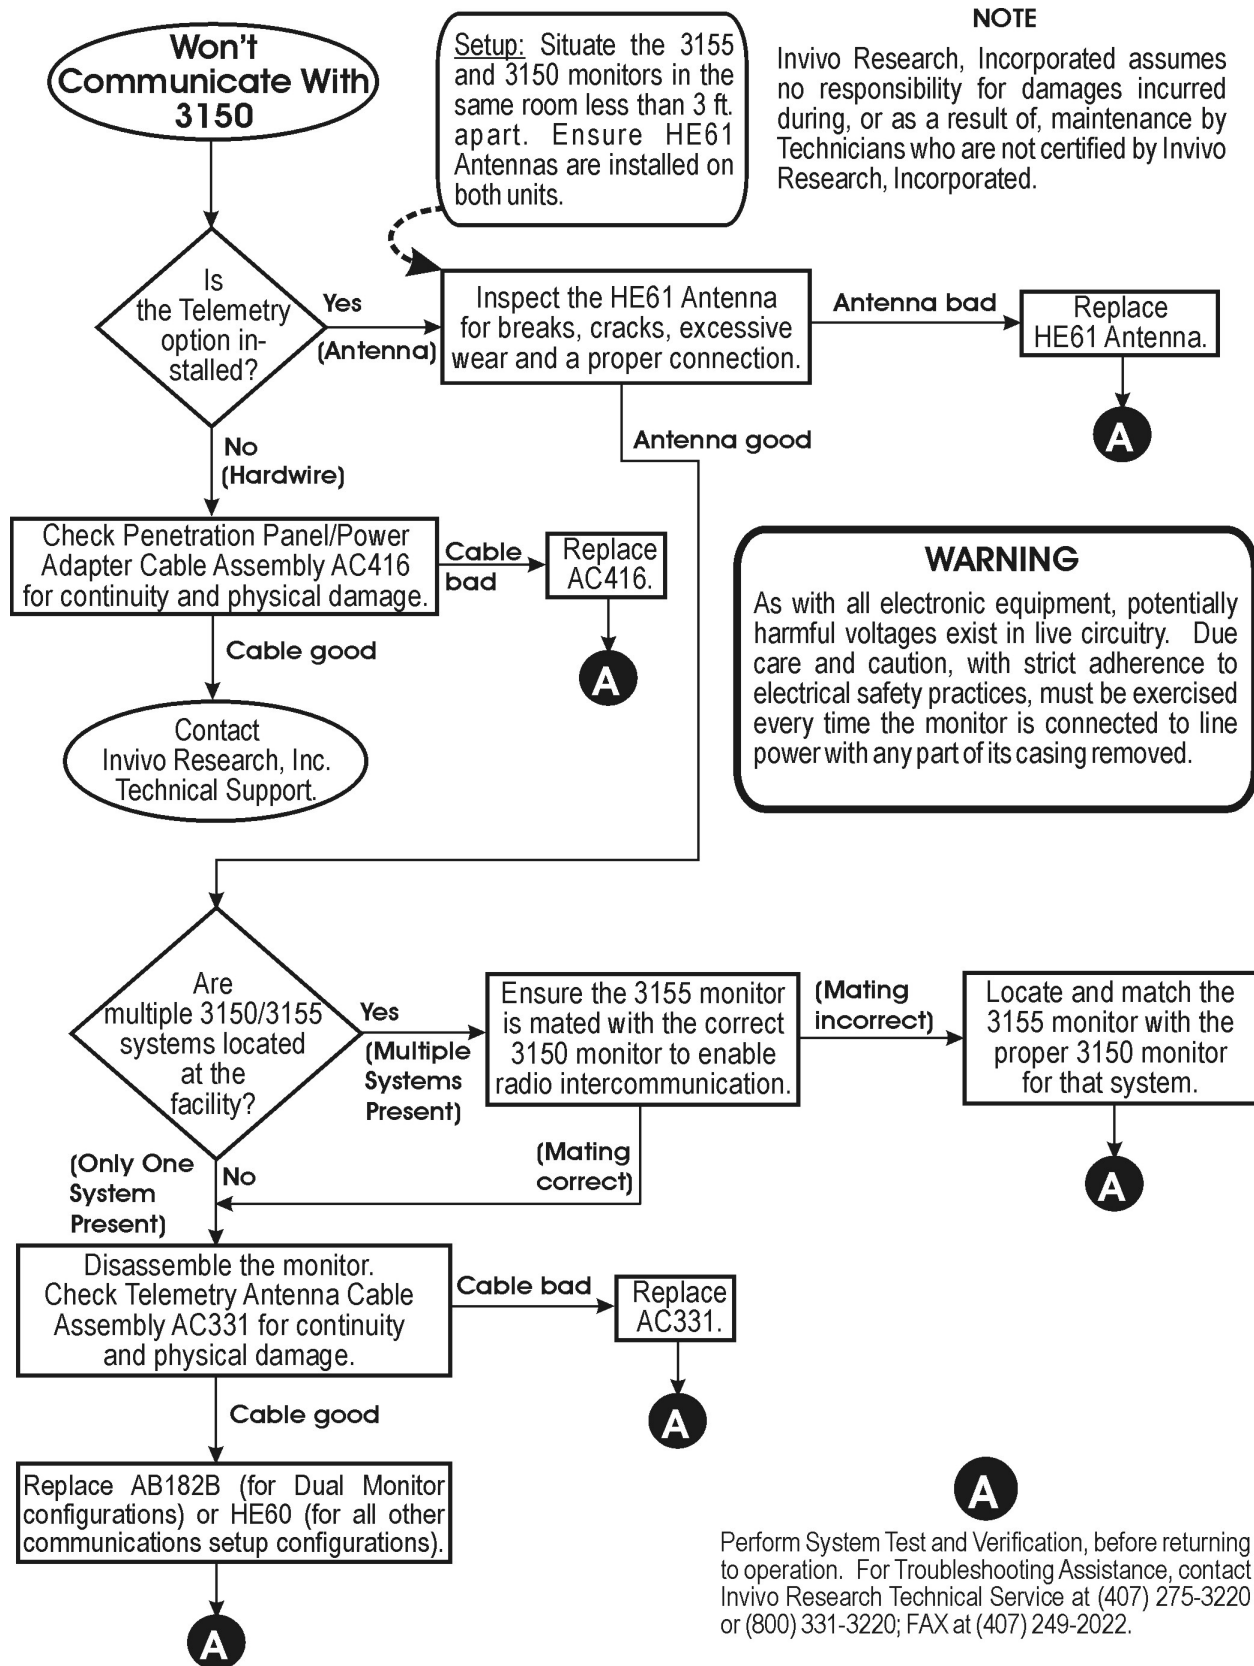 Won't
Communicate With
3150
Setup: Situate the 3155
and 3150 monitors in the
same room less than 3 ft.
apart. Ensure HE61
Antennas are installed on
both units.
NOTE
Invivo Research, Incorporated assumes
no responsibility for damages incurred
during, or as a result of, maintenance by
Technicians who are not certified by Invivo
Research, Incorporated.
Is
the Telemetry
option in-
stalled?
Yes
(Antenna)
Inspect the HE61 Antenna
for breaks, cracks, excessive
wear and a proper connection.
Antenna bad
Replace
HE61 Antenna.
A
Antenna good
No
(Hardwire)
Check Penetration Panel/Power
Adapter Cable Assembly AC416
for continuity and physical damage.
Cable
bad
Replace
AC416.
A
Cable good
Contact
Invivo Research, Inc.
Technical Support.
WARNING
As with all electronic equipment, potentially
harmful voltages exist in live circuitry. Due
care and caution, with strict adherence to
electrical safety practices, must be exercised
every time the monitor is connected to line
power with any part of its casing removed.
Are
multiple 3150/3155
systems located
at the
facility?
Yes
(Multiple
Systems
Present)
Ensure the 3155 monitor
is mated with the correct
3150 monitor to enable
radio intercommunication.
(Mating
incorrect)
Locate and match the
3155 monitor with the
proper 3150 monitor
for that system.
A
(Mating
correct)
(Only One
System
Present)
No
Disassemble the monitor.
Check Telemetry Antenna Cable
Assembly AC331 for continuity
and physical damage.
Cable bad
Replace
AC331.
A
Cable good
Replace AB182B (for Dual Monitor
configurations) or HE60 (for all other
communications setup configurations).
A
A
Perform System Test and Verification, before returning
to operation. For Troubleshooting Assistance, contact
Invivo Research Technical Service at (407) 275-3220
or (800) 331-3220; FAX at (407) 249-2022.